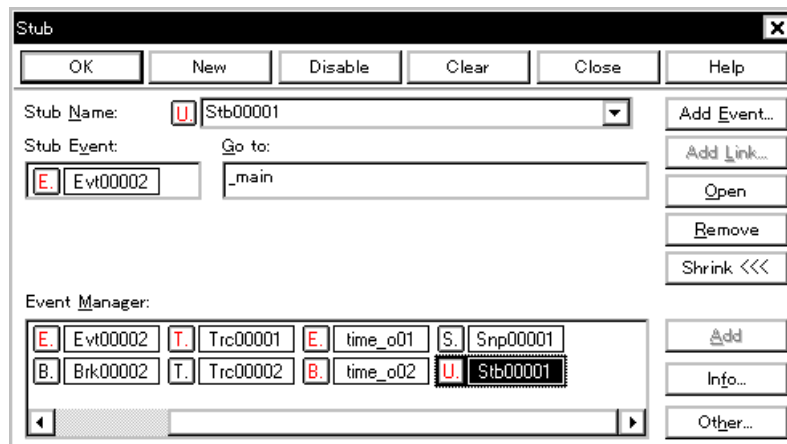 Stub
OK New Disable Clear Close Help
Stub Name: U. Stb00001 Add Event...
Stub Event: Go to: Add Link...
E. Evt00002 _main Open
Remove
Shrink <<<
Event Manager:
E. Evt00002 T. Trc00001 E. time_o01 S. Snp00001 Add
B. Brk00002 T. Trc00002 B. time_o02 U. Stb00001 Info...
Other...